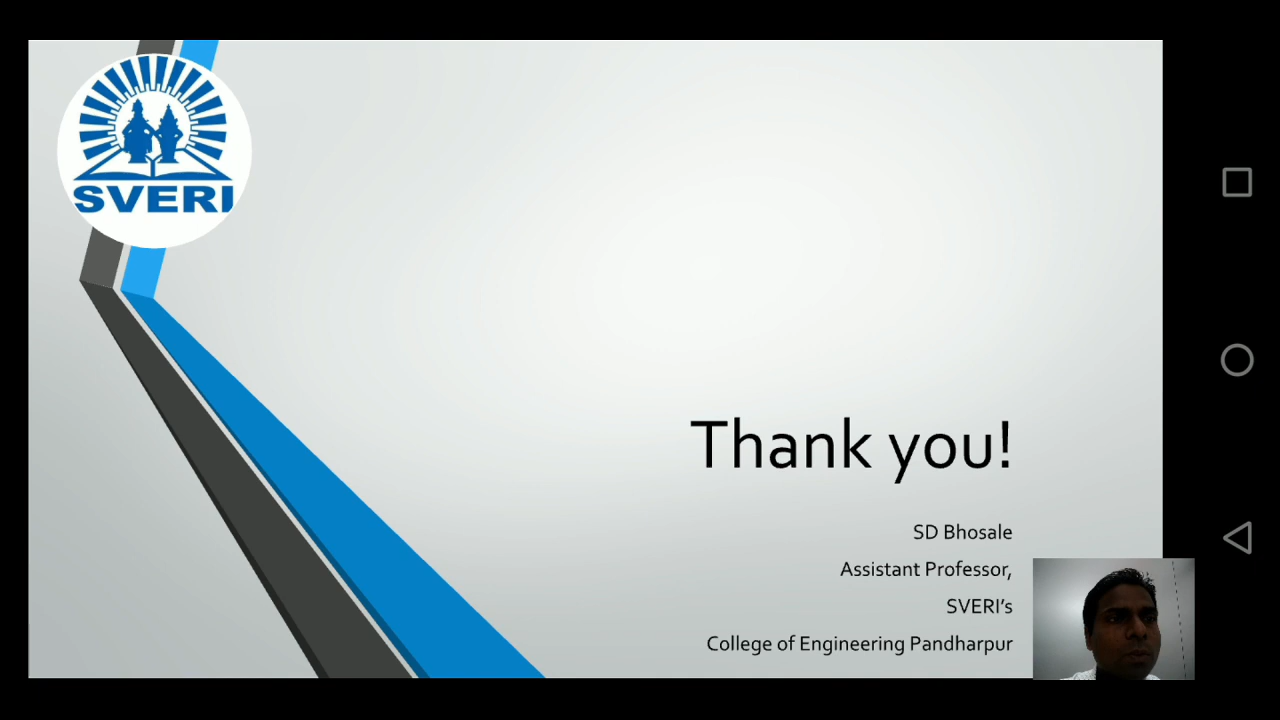 SVERI
Thank you!
SD Bhosale
Assistant Professor,
SVERI’s
College of Engineering Pandharpur